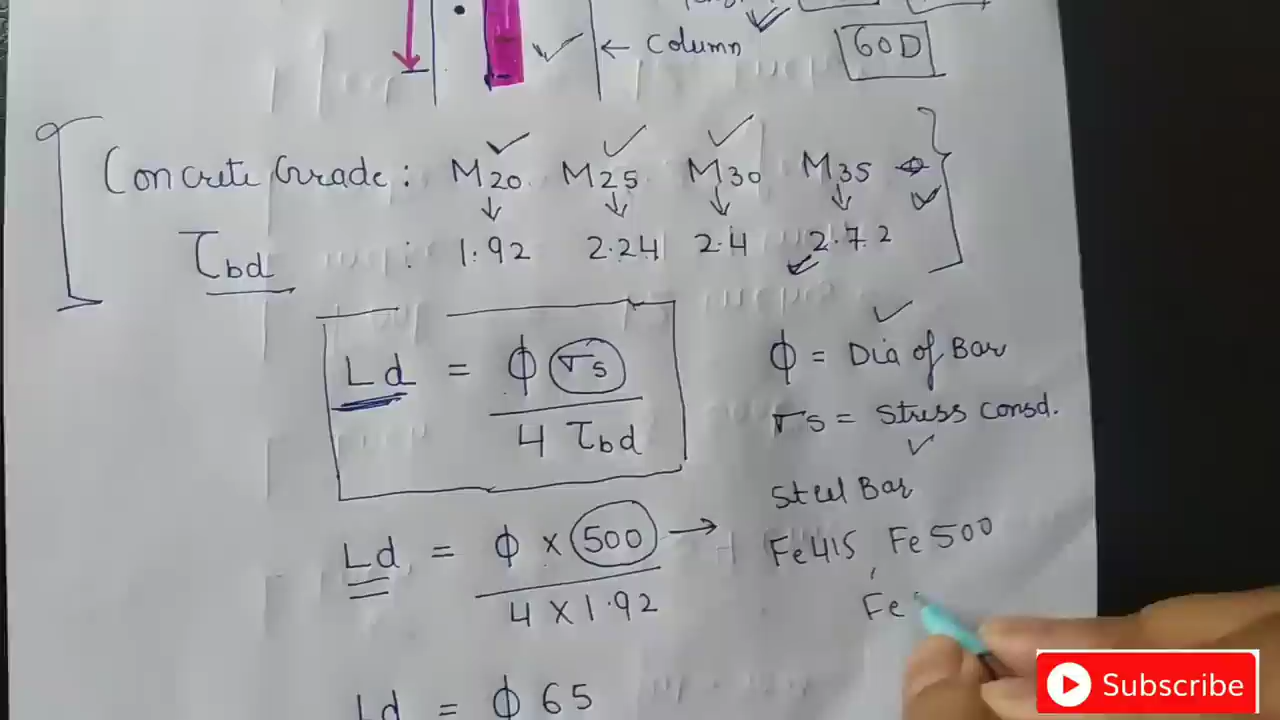 ← Column
60D
Concrete Grade : M20 M25 M30 M35
↓ ↓ ↓ ↓
τbd : 1.92 2.24 2.4 2.72
Ld = ϕ σs / 4 τbd
ϕ = Dia of Bar
σs = Stress Consd.
Steel Bar
Fe415 Fe500
Fe
Ld = ϕ × 500 / 4 × 1.92 →
Ld = ϕ 65
Subscribe